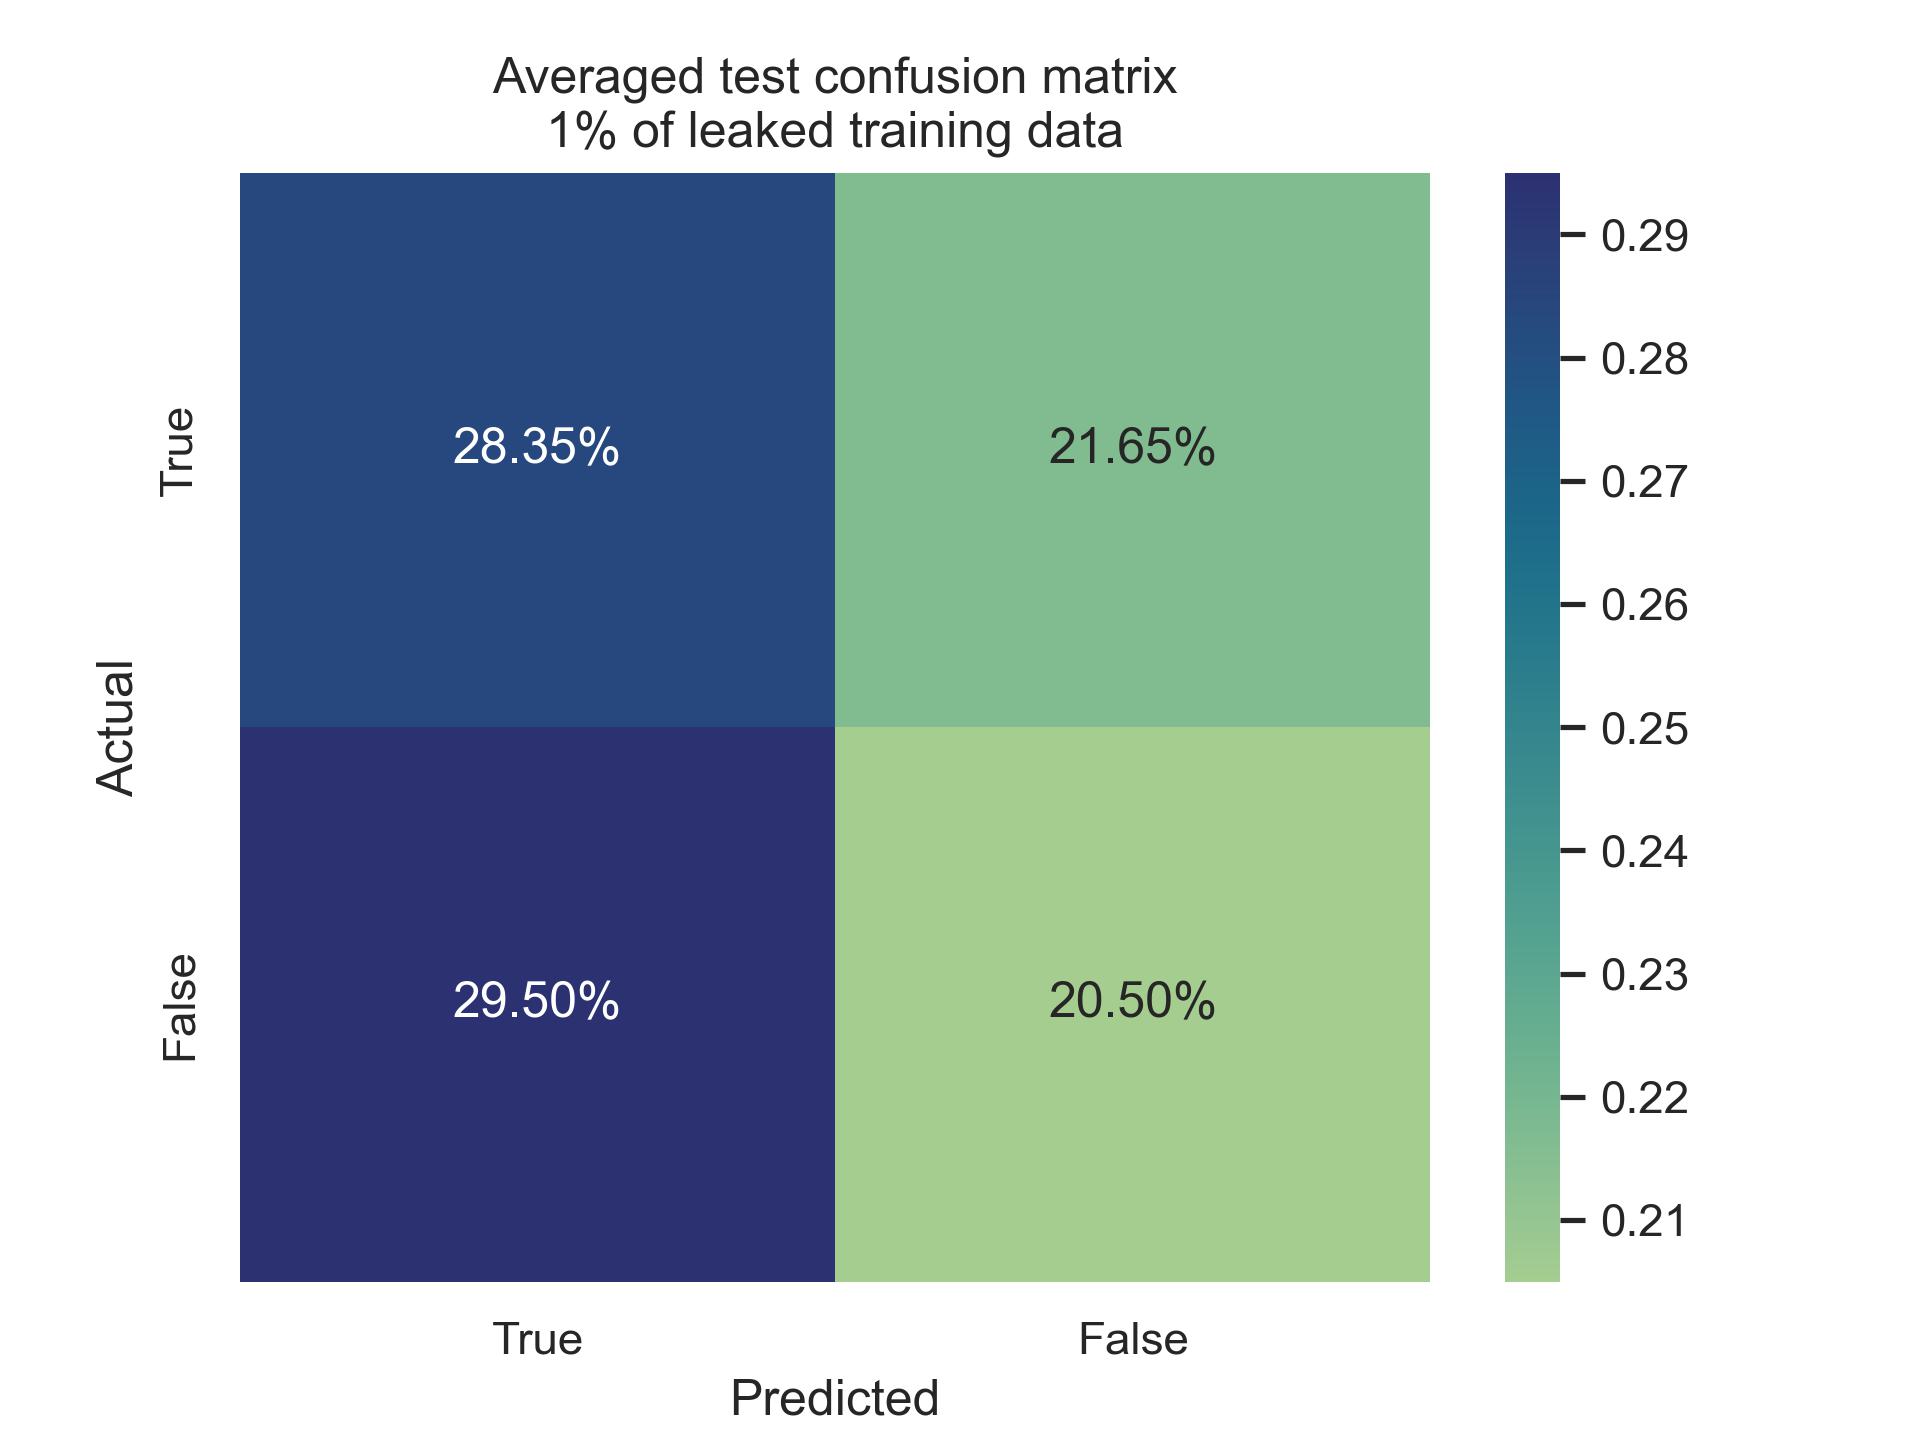 Averaged test confusion matrix
1% of leaked training data
Actual
True
False
28.35%
21.65%
29.50%
20.50%
True
False
Predicted
0.29
0.28
0.27
0.26
0.25
0.24
0.23
0.22
0.21